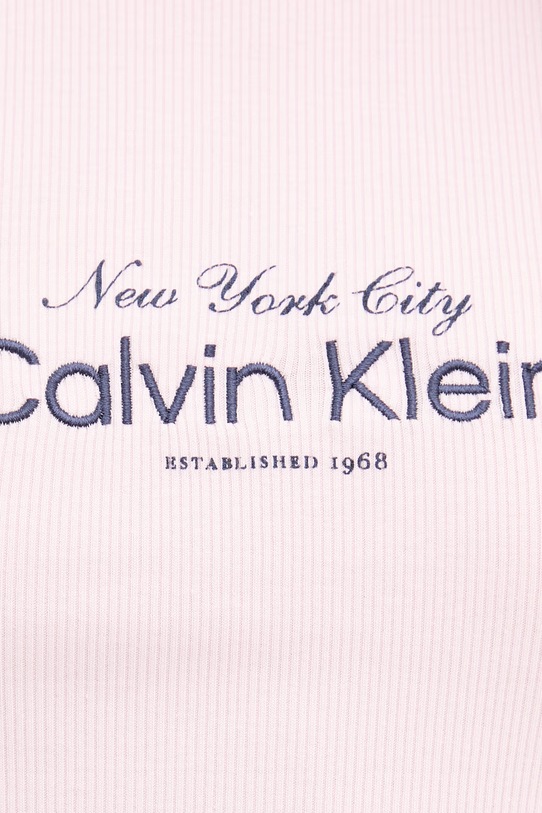 New York City
Calvin Klein
ESTABLISHED 1968